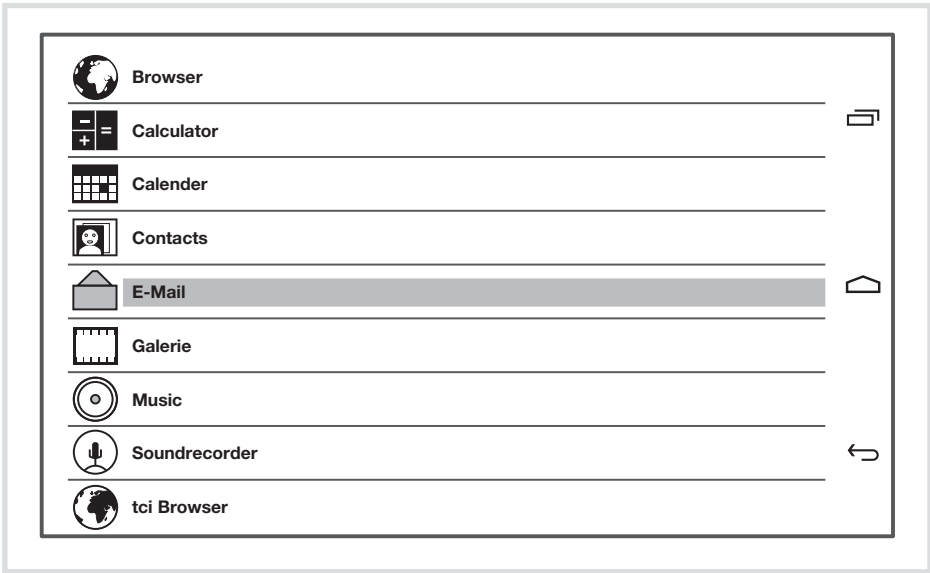 Browser
Calculator
Calender
Contacts
E-Mail
Galerie
Music
Soundrecorder
tci Browser